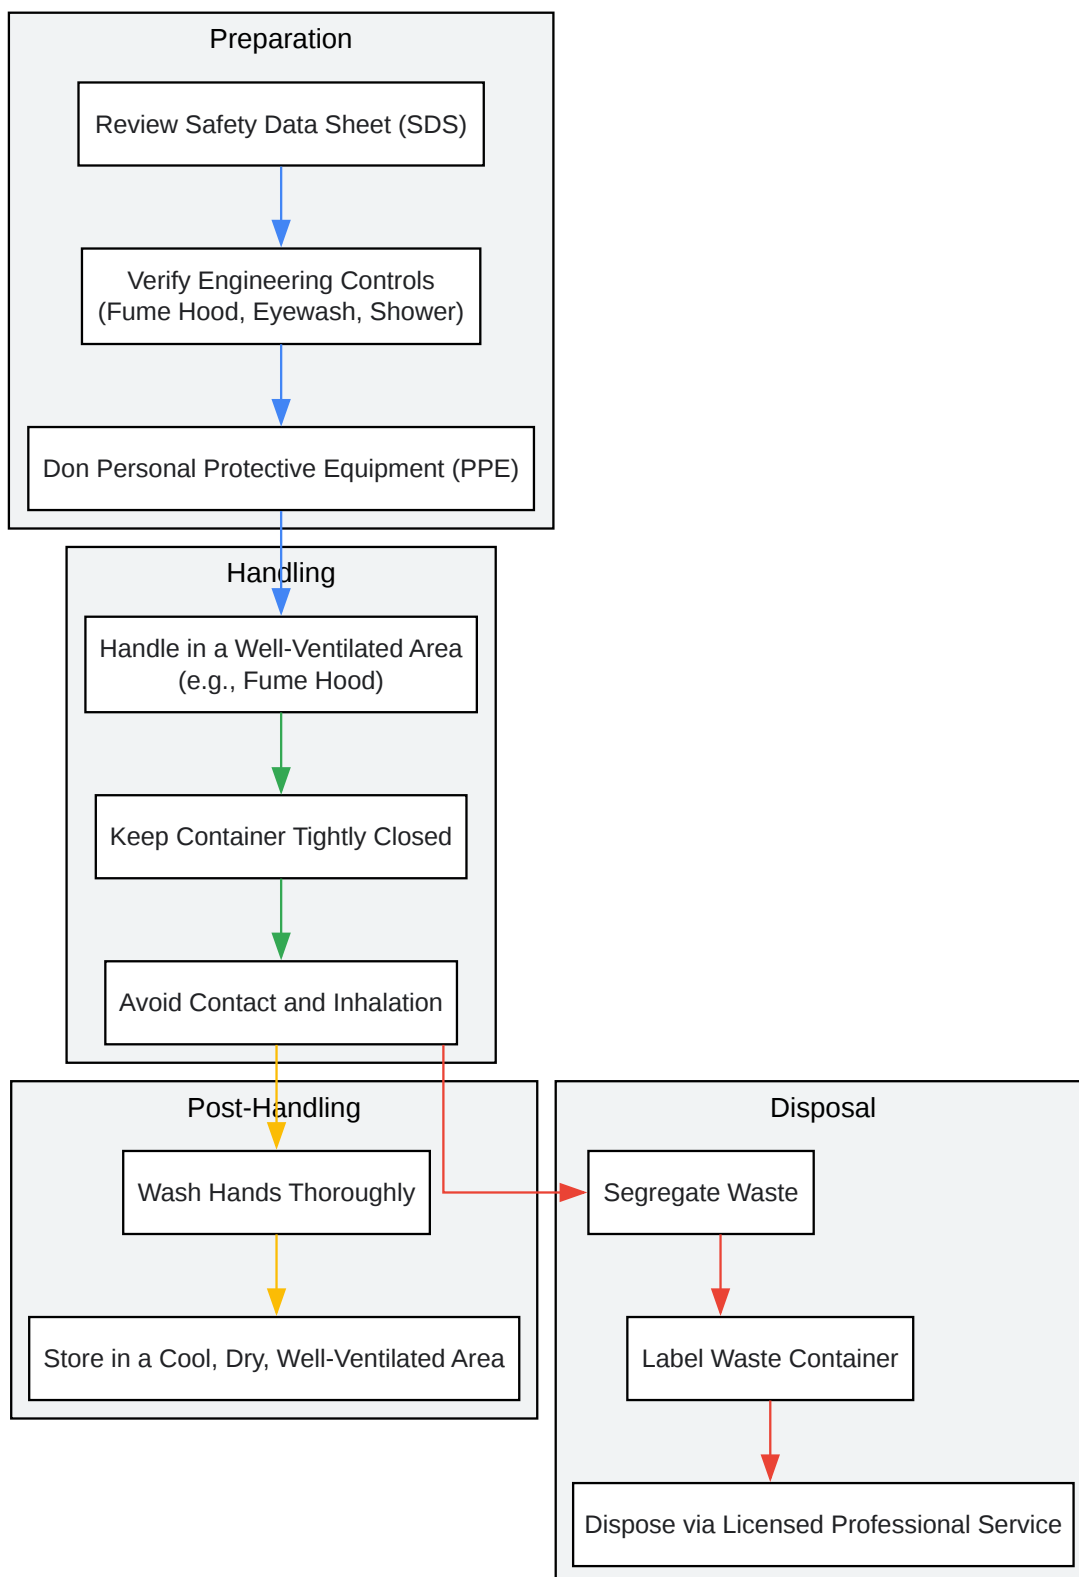 Preparation
Review Safety Data Sheet (SDS)
Verify Engineering Controls
(Fume Hood, Eyewash, Shower)
Don Personal Protective Equipment (PPE)
Handling
Handle in a Well-Ventilated Area
(e.g., Fume Hood)
Keep Container Tightly Closed
Avoid Contact and Inhalation
Post-Handling
Wash Hands Thoroughly
Store in a Cool, Dry, Well-Ventilated Area
Disposal
Segregate Waste
Label Waste Container
Dispose via Licensed Professional Service